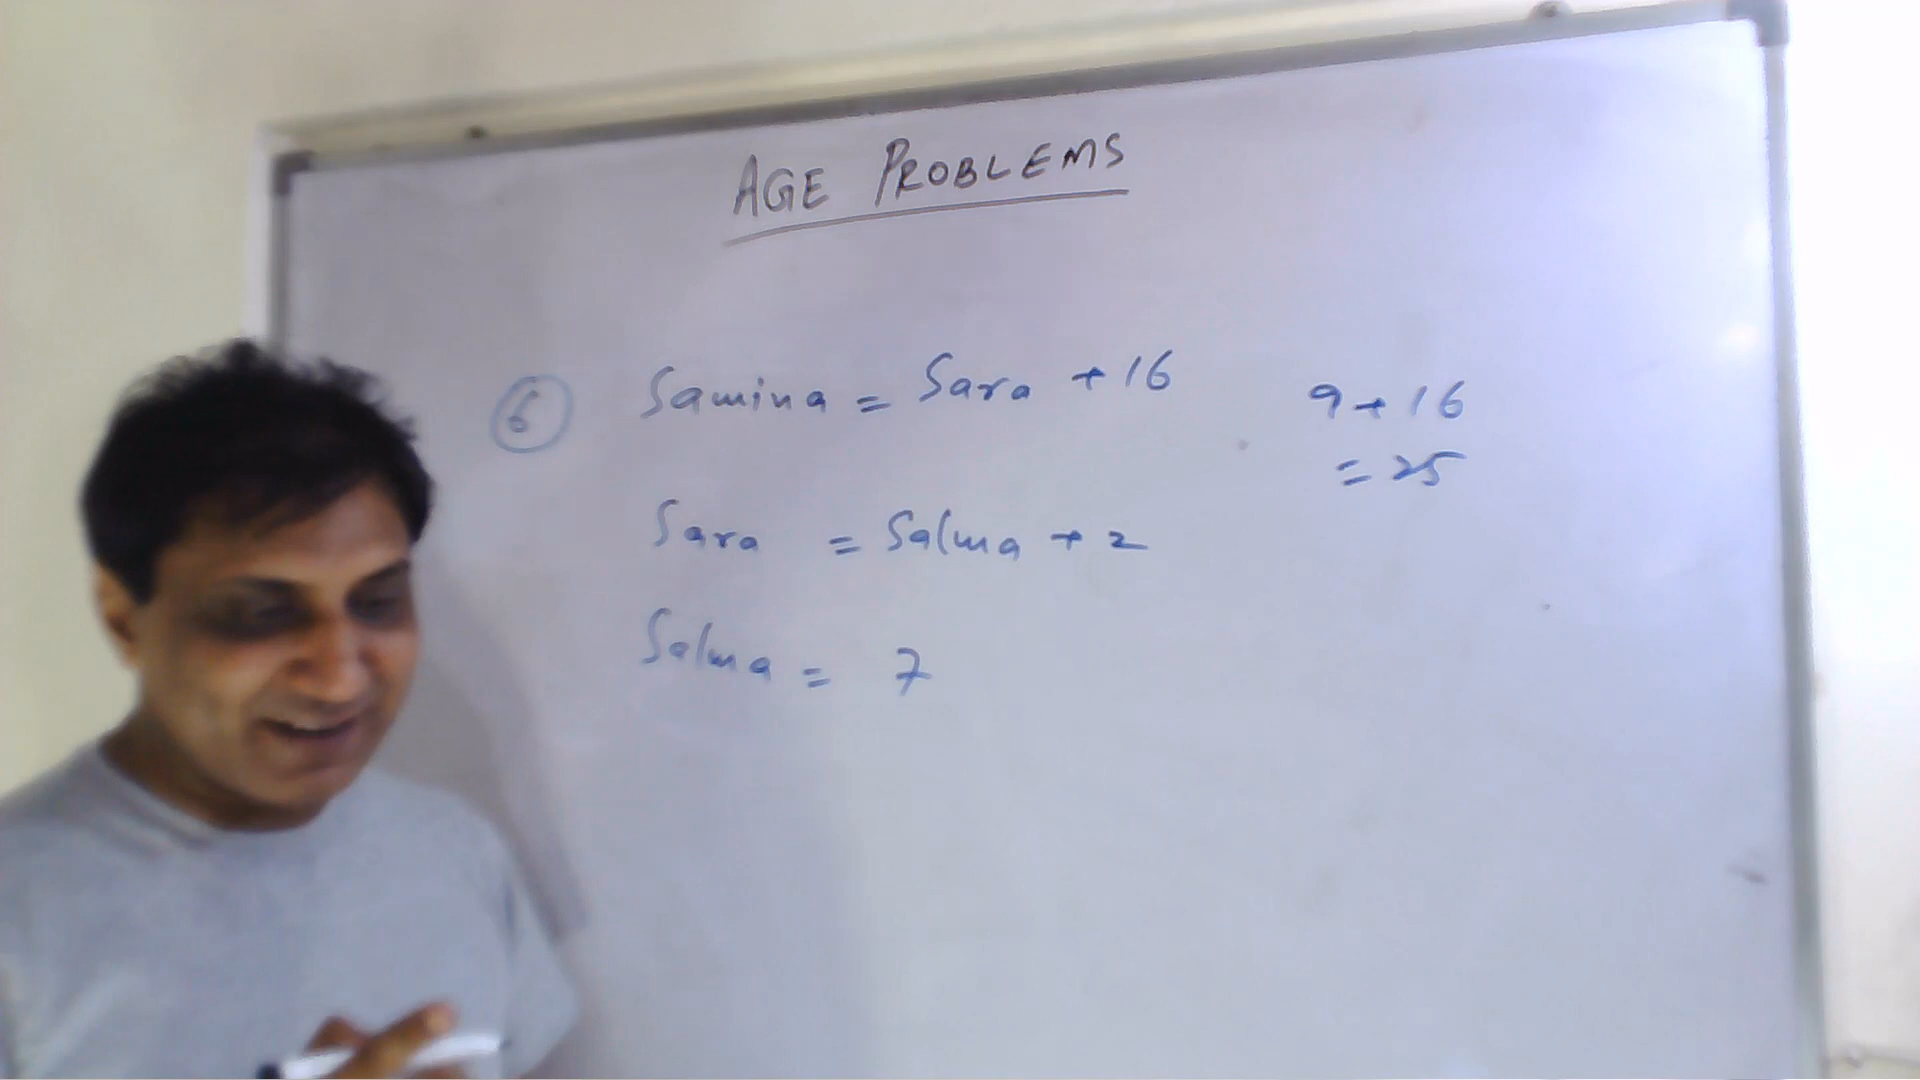 AGE PROBLEMS
6 Samina = Sara + 16
9 + 16
= 25
Sara = Salma + 2
Salma = 7